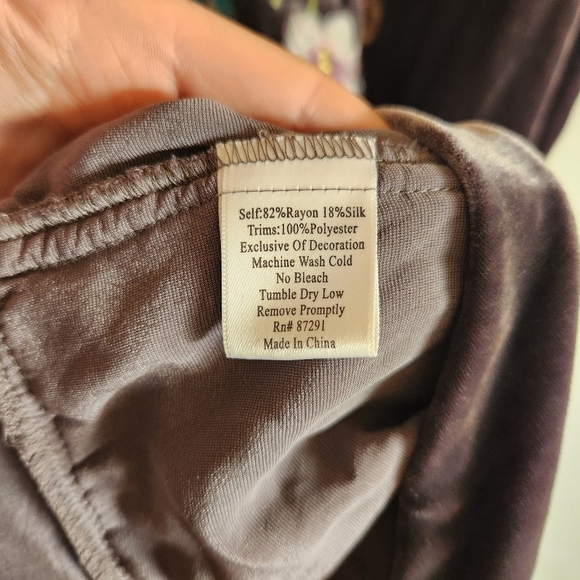 Self:82%Rayon 18%Silk
Trims:100%Polyester
Exclusive Of Decoration
Machine Wash Cold
No Bleach
Tumble Dry Low
Remove Promptly
Rn# 87291
Made In China